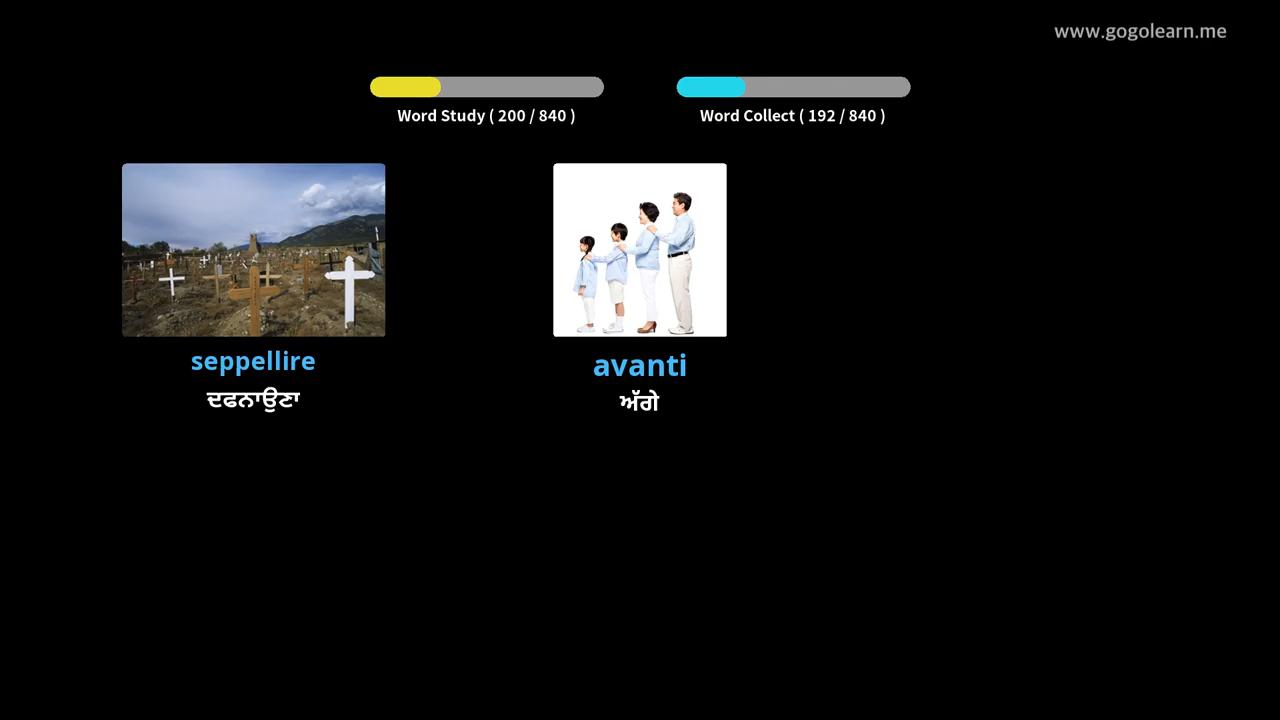 www.gogolearn.me
Word Study ( 200 / 840 )
Word Collect ( 192 / 840 )
seppellire
ਦਫਨਾਉਣਾ
avanti
ਅੱਗੇ